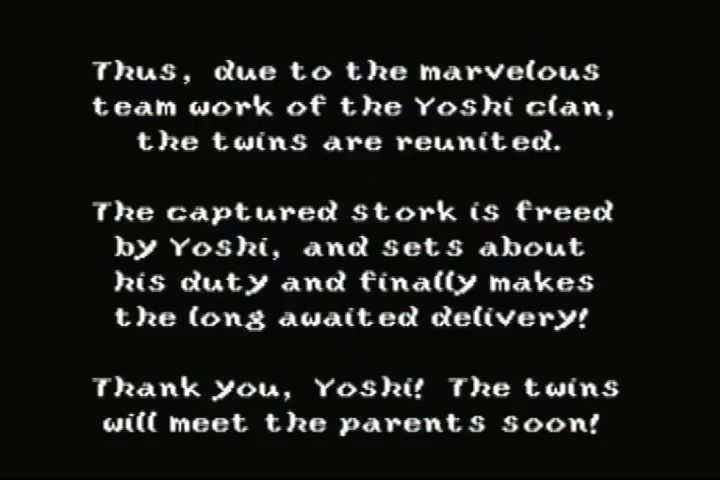 Thus, due to the marvelous
team work of the Yoshi clan,
the twins are reunited.
The captured stork is freed
by Yoshi, and sets about
his duty and finally makes
the long awaited delivery!
Thank you, Yoshi! The twins
will meet the parents soon!